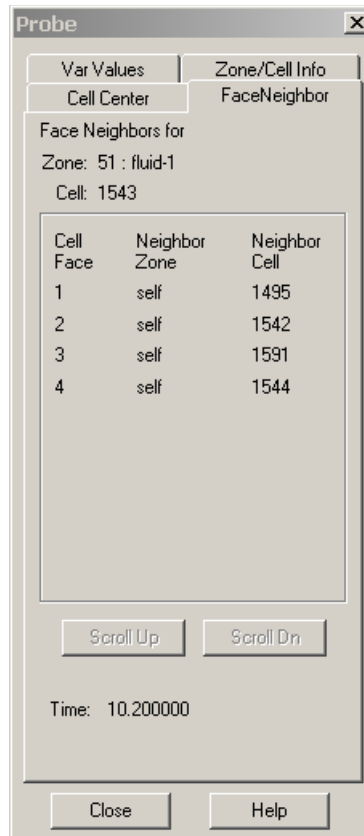 Probe
Var Values Zone/Cell Info
Cell Center FaceNeighbor
Face Neighbors for
Zone: 51 : fluid-1
Cell: 1543
Cell Neighbor Neighbor
Face Zone Cell
1 self 1495
2 self 1542
3 self 1591
4 self 1544
Scroll Up Scroll Dn
Time: 10.200000
Close Help